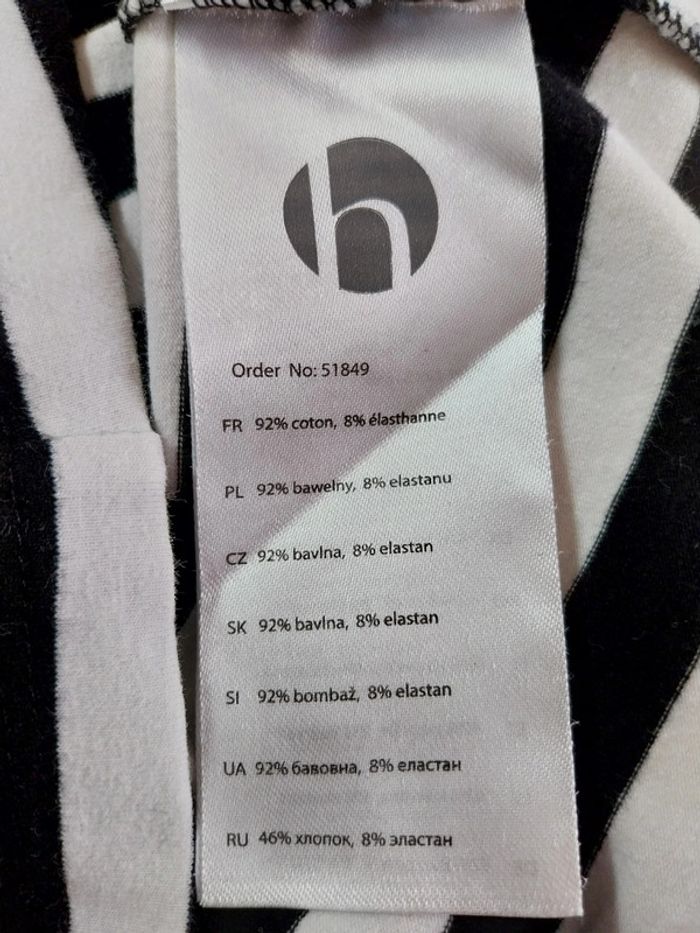 h
Order No: 51849
FR 92% coton, 8% élasthanne
PL 92% bawełny, 8% elastanu
CZ 92% bavlna, 8% elastan
SK 92% bavlna, 8% elastan
SI 92% bombaž, 8% elastan
UA 92% бавовна, 8% еластан
RU 46% хлопок, 8% эластан